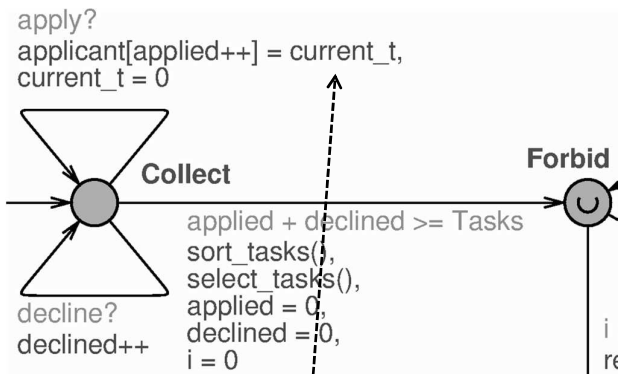 apply?
applicant[applied++] = current_t,
current_t = 0
Collect
Forbid
applied + declined >= Tasks
sort_tasks(),
select_tasks(),
applied = 0,
declined = 0,
i = 0
decline?
declined++
i
re